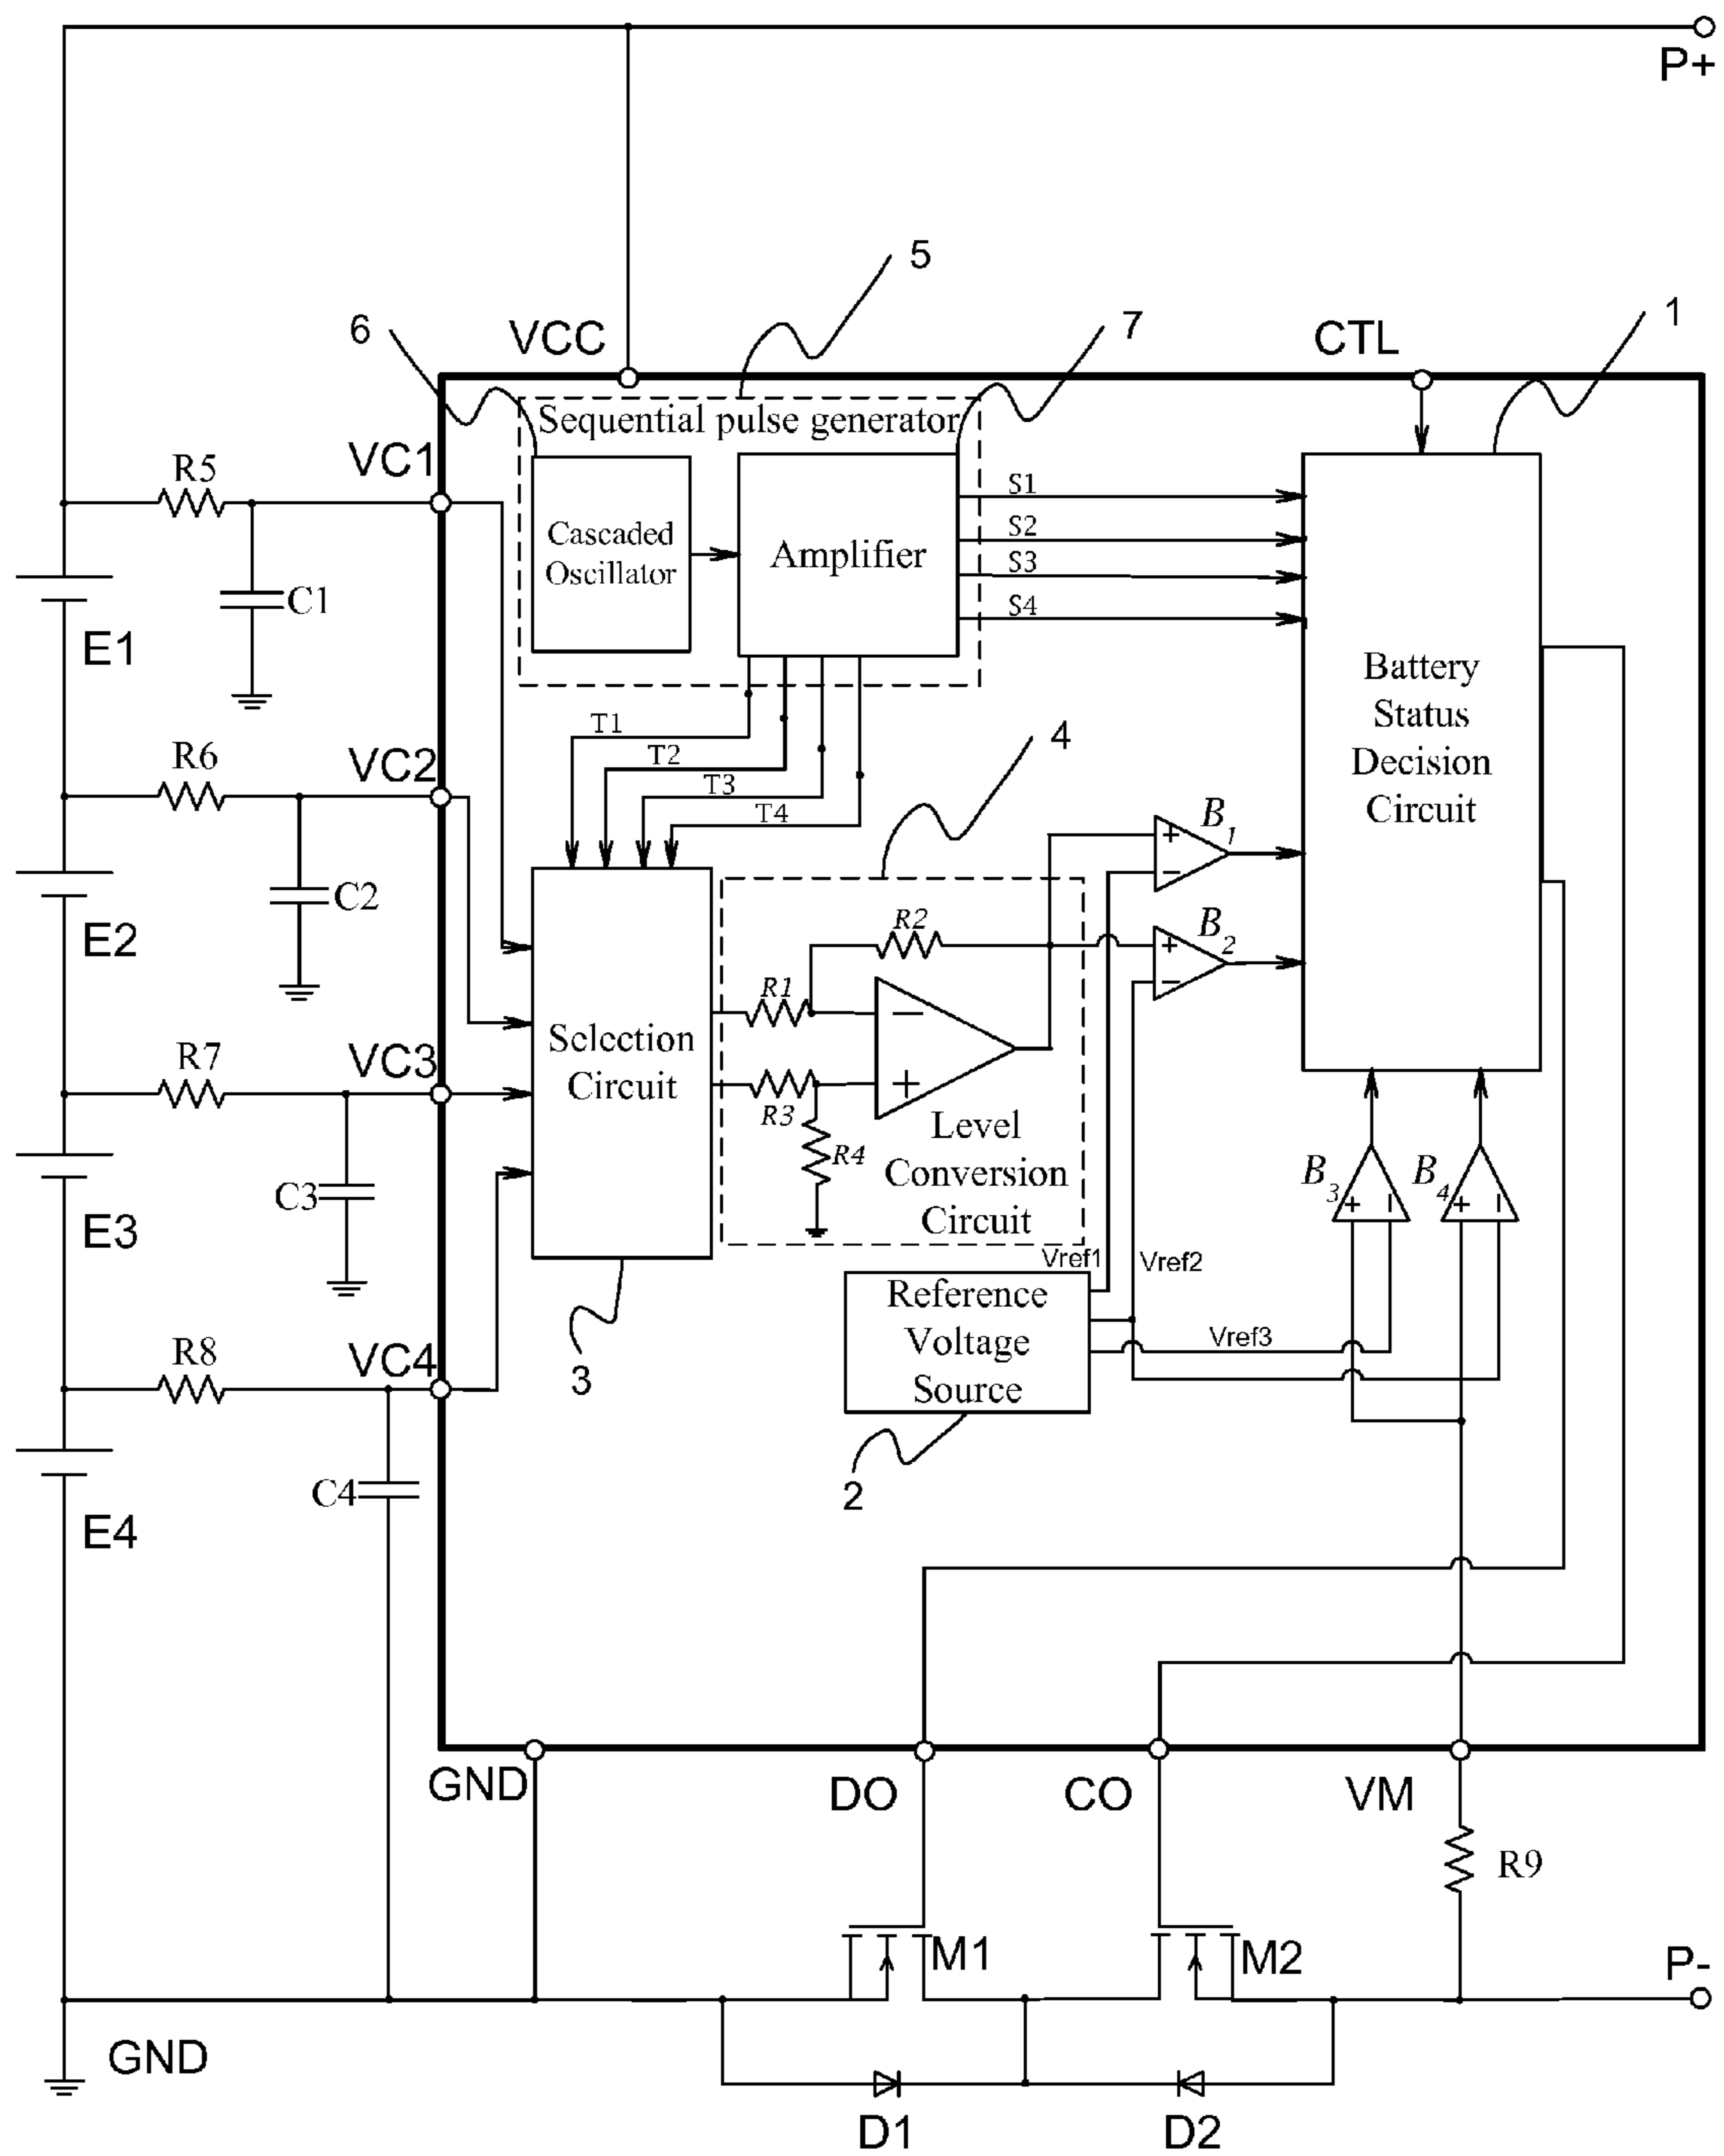 P+
5
6
VCC
7
CTL
1
Sequential pulse generator
VC1
R5
S1
Cascaded
Oscillator
Amplifier
S2
S3
S4
C1
E1
Battery
Status
Decision
Circuit
T1
T2
T3
T4
4
R6
VC2
B1
C2
E2
R2
B2
R1
Selection
Circuit
R7
VC3
R3
R4
Level
Conversion
Circuit
B3
B4
C3
E3
Vref1
Vref2
Reference
Voltage
Source
Vref3
R8
VC4
3
2
C4
E4
GND
DO
CO
VM
R9
M1
M2
P-
GND
D1
D2
+
−
+
−
−
+
+
−
+
−